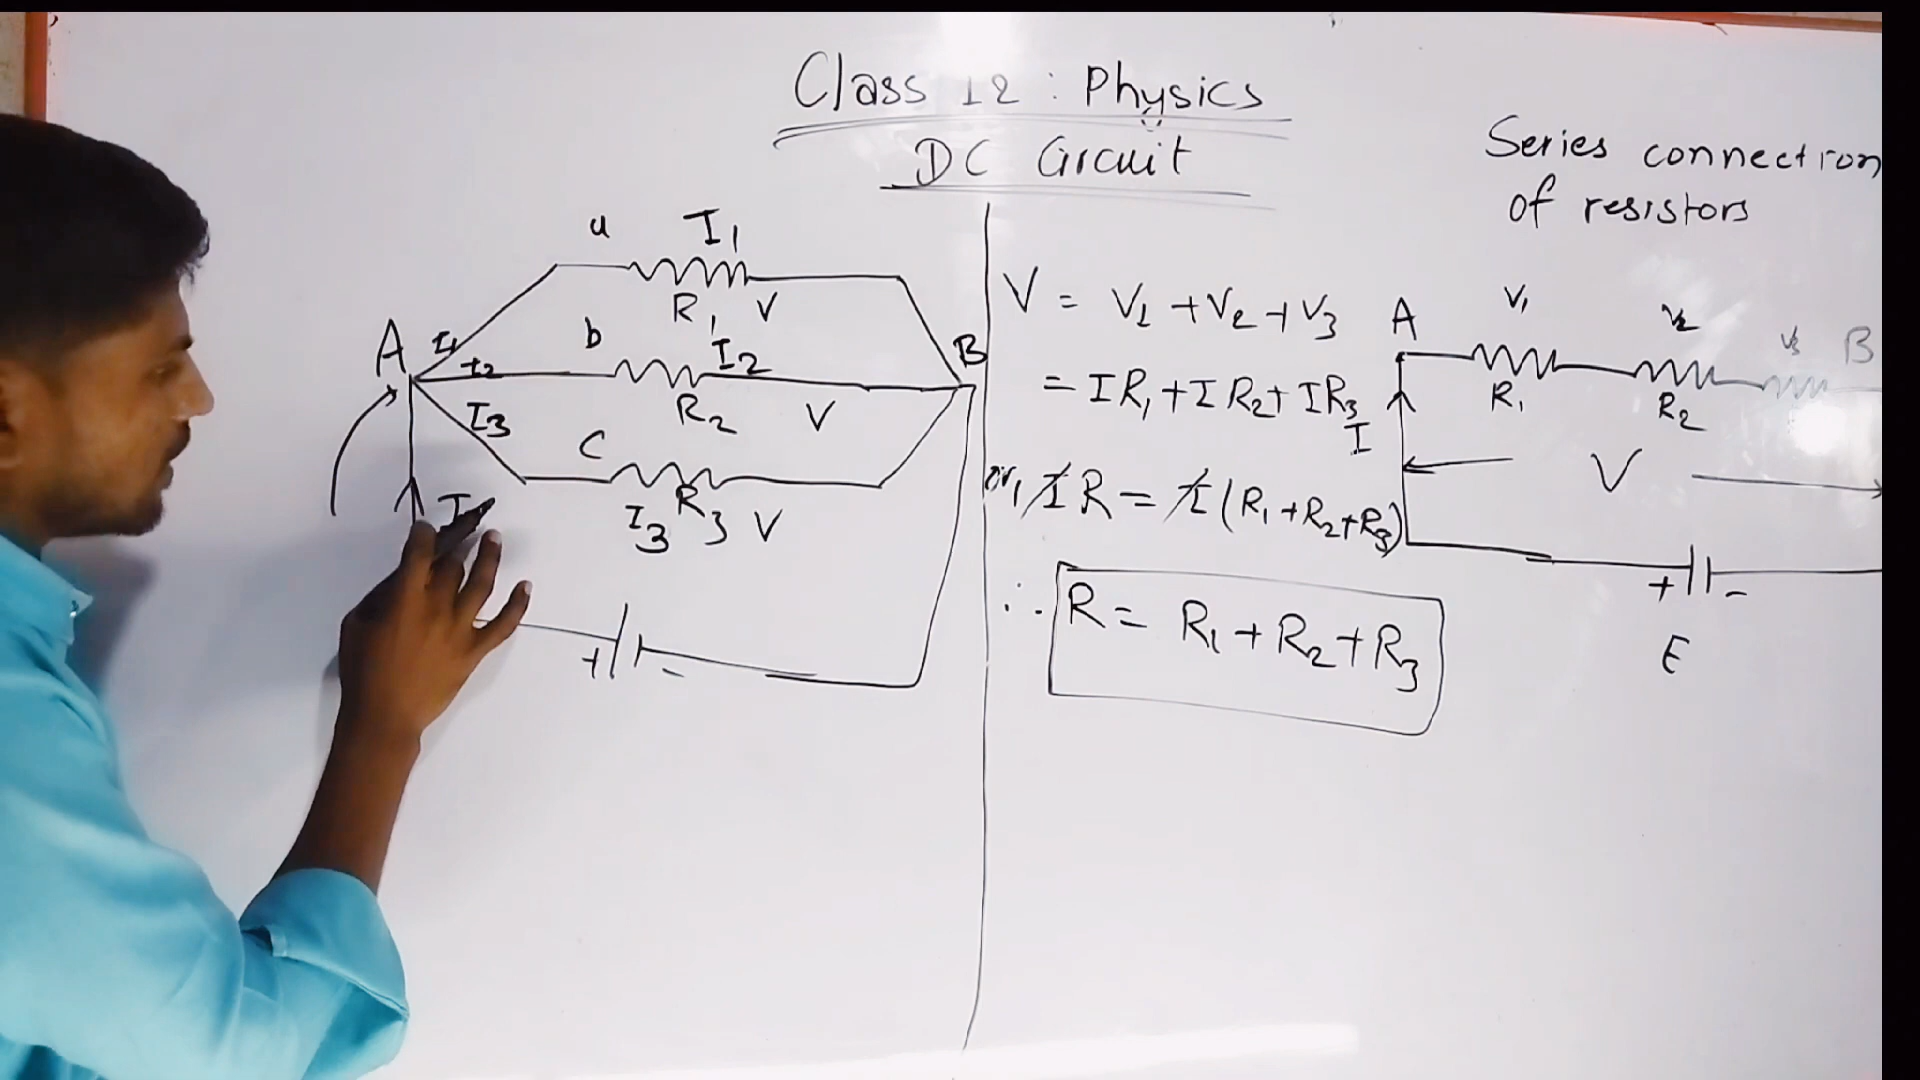 Class 12 : Physics
DC Circuit
Series connection
of resistors
a I₁
R₁ V
b I₂
A I₁ I₂ I₃ B
R₂ V
C
I₃ R₃ V
I
+ -
V = V₁ + V₂ + V₃
= IR₁ + IR₂ + IR₃
or, IR = I(R₁ + R₂ + R₃)
∴ R = R₁ + R₂ + R₃
A V₁ V₂ V₃ B
R₁ R₂
I
V
+ -
E